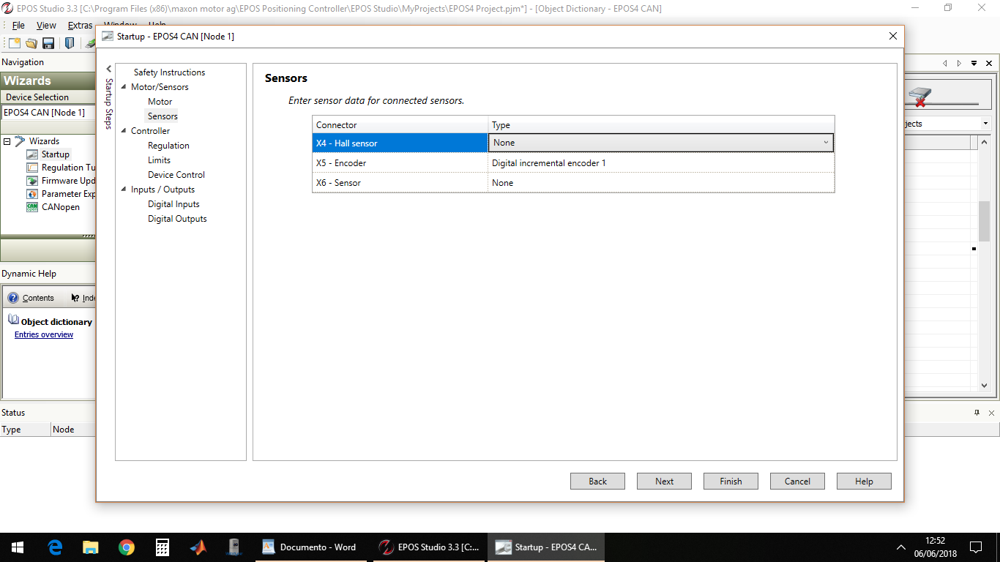 EPOS Studio 3.3 [C:\Program Files (x86)\maxon motor ag\EPOS Positioning Controller\EPOS Studio\MyProjects\EPOS4 Project.pjm*] - [Object Dictionary - EPOS4 CAN]
File View Extras
Startup - EPOS4 CAN [Node 1]
Navigation
Wizards
Device Selection
EPOS4 CAN [Node 1]
Wizards
Startup
Regulation Tu
Firmware Upd
Parameter Exp
CANopen
Dynamic Help
Contents Inde
Object dictionary
Entries overview
Status
Type Node
Startup Steps
Safety Instructions
Motor/Sensors
Motor
Sensors
Controller
Regulation
Limits
Device Control
Inputs / Outputs
Digital Inputs
Digital Outputs
Sensors
Enter sensor data for connected sensors.
Connector Type
X4 - Hall sensor None
X5 - Encoder Digital incremental encoder 1
X6 - Sensor None
jects
Back Next Finish Cancel Help
Documento - Word
EPOS Studio 3.3 [C:...
Startup - EPOS4 CA...
12:52
06/06/2018